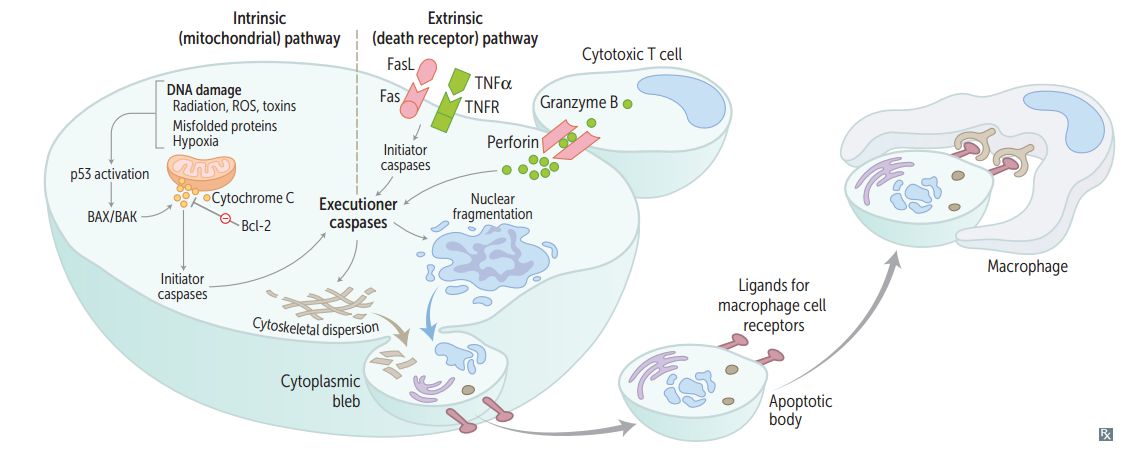 Intrinsic
(mitochondrial) pathway
Extrinsic
(death receptor) pathway
DNA damage
Radiation, ROS, toxins
Misfolded proteins
Hypoxia
p53 activation
BAX/BAK
Cytochrome C
Bcl-2
Initiator
caspases
FasL
Fas
TNFα
TNFR
Initiator
caspases
Executioner
caspases
Cytotoxic T cell
Granzyme B
Perforin
Nuclear
fragmentation
Cytoskeletal dispersion
Cytoplasmic
bleb
Ligands for
macrophage cell
receptors
Apoptotic
body
Macrophage
Rx